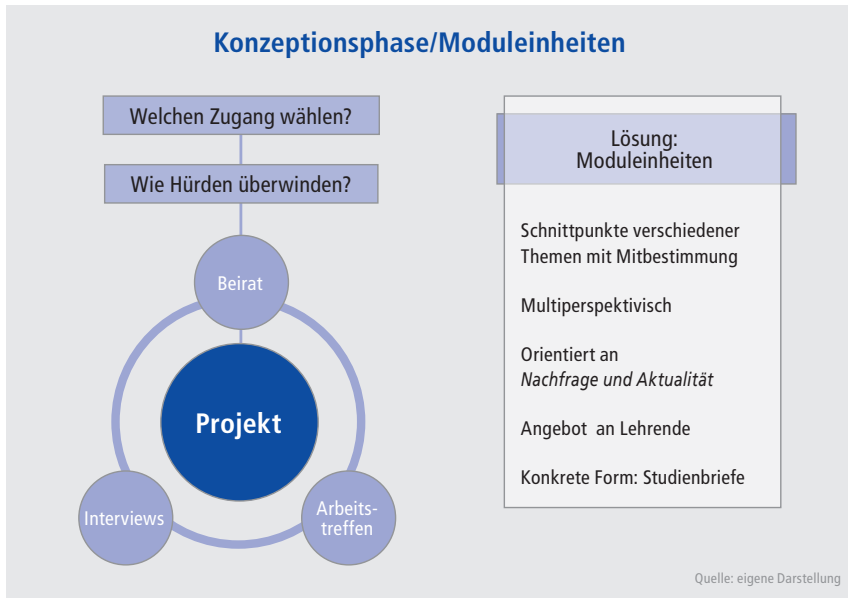 Konzeptionsphase/Moduleinheiten
Welchen Zugang wählen?
Wie Hürden überwinden?
Beirat
Projekt
Interviews
Arbeits-
treffen
Lösung:
Moduleinheiten
Schnittpunkte verschiedener
Themen mit Mitbestimmung
Multiperspektivisch
Orientiert an
Nachfrage und Aktualität
Angebot an Lehrende
Konkrete Form: Studienbriefe
Quelle: eigene Darstellung